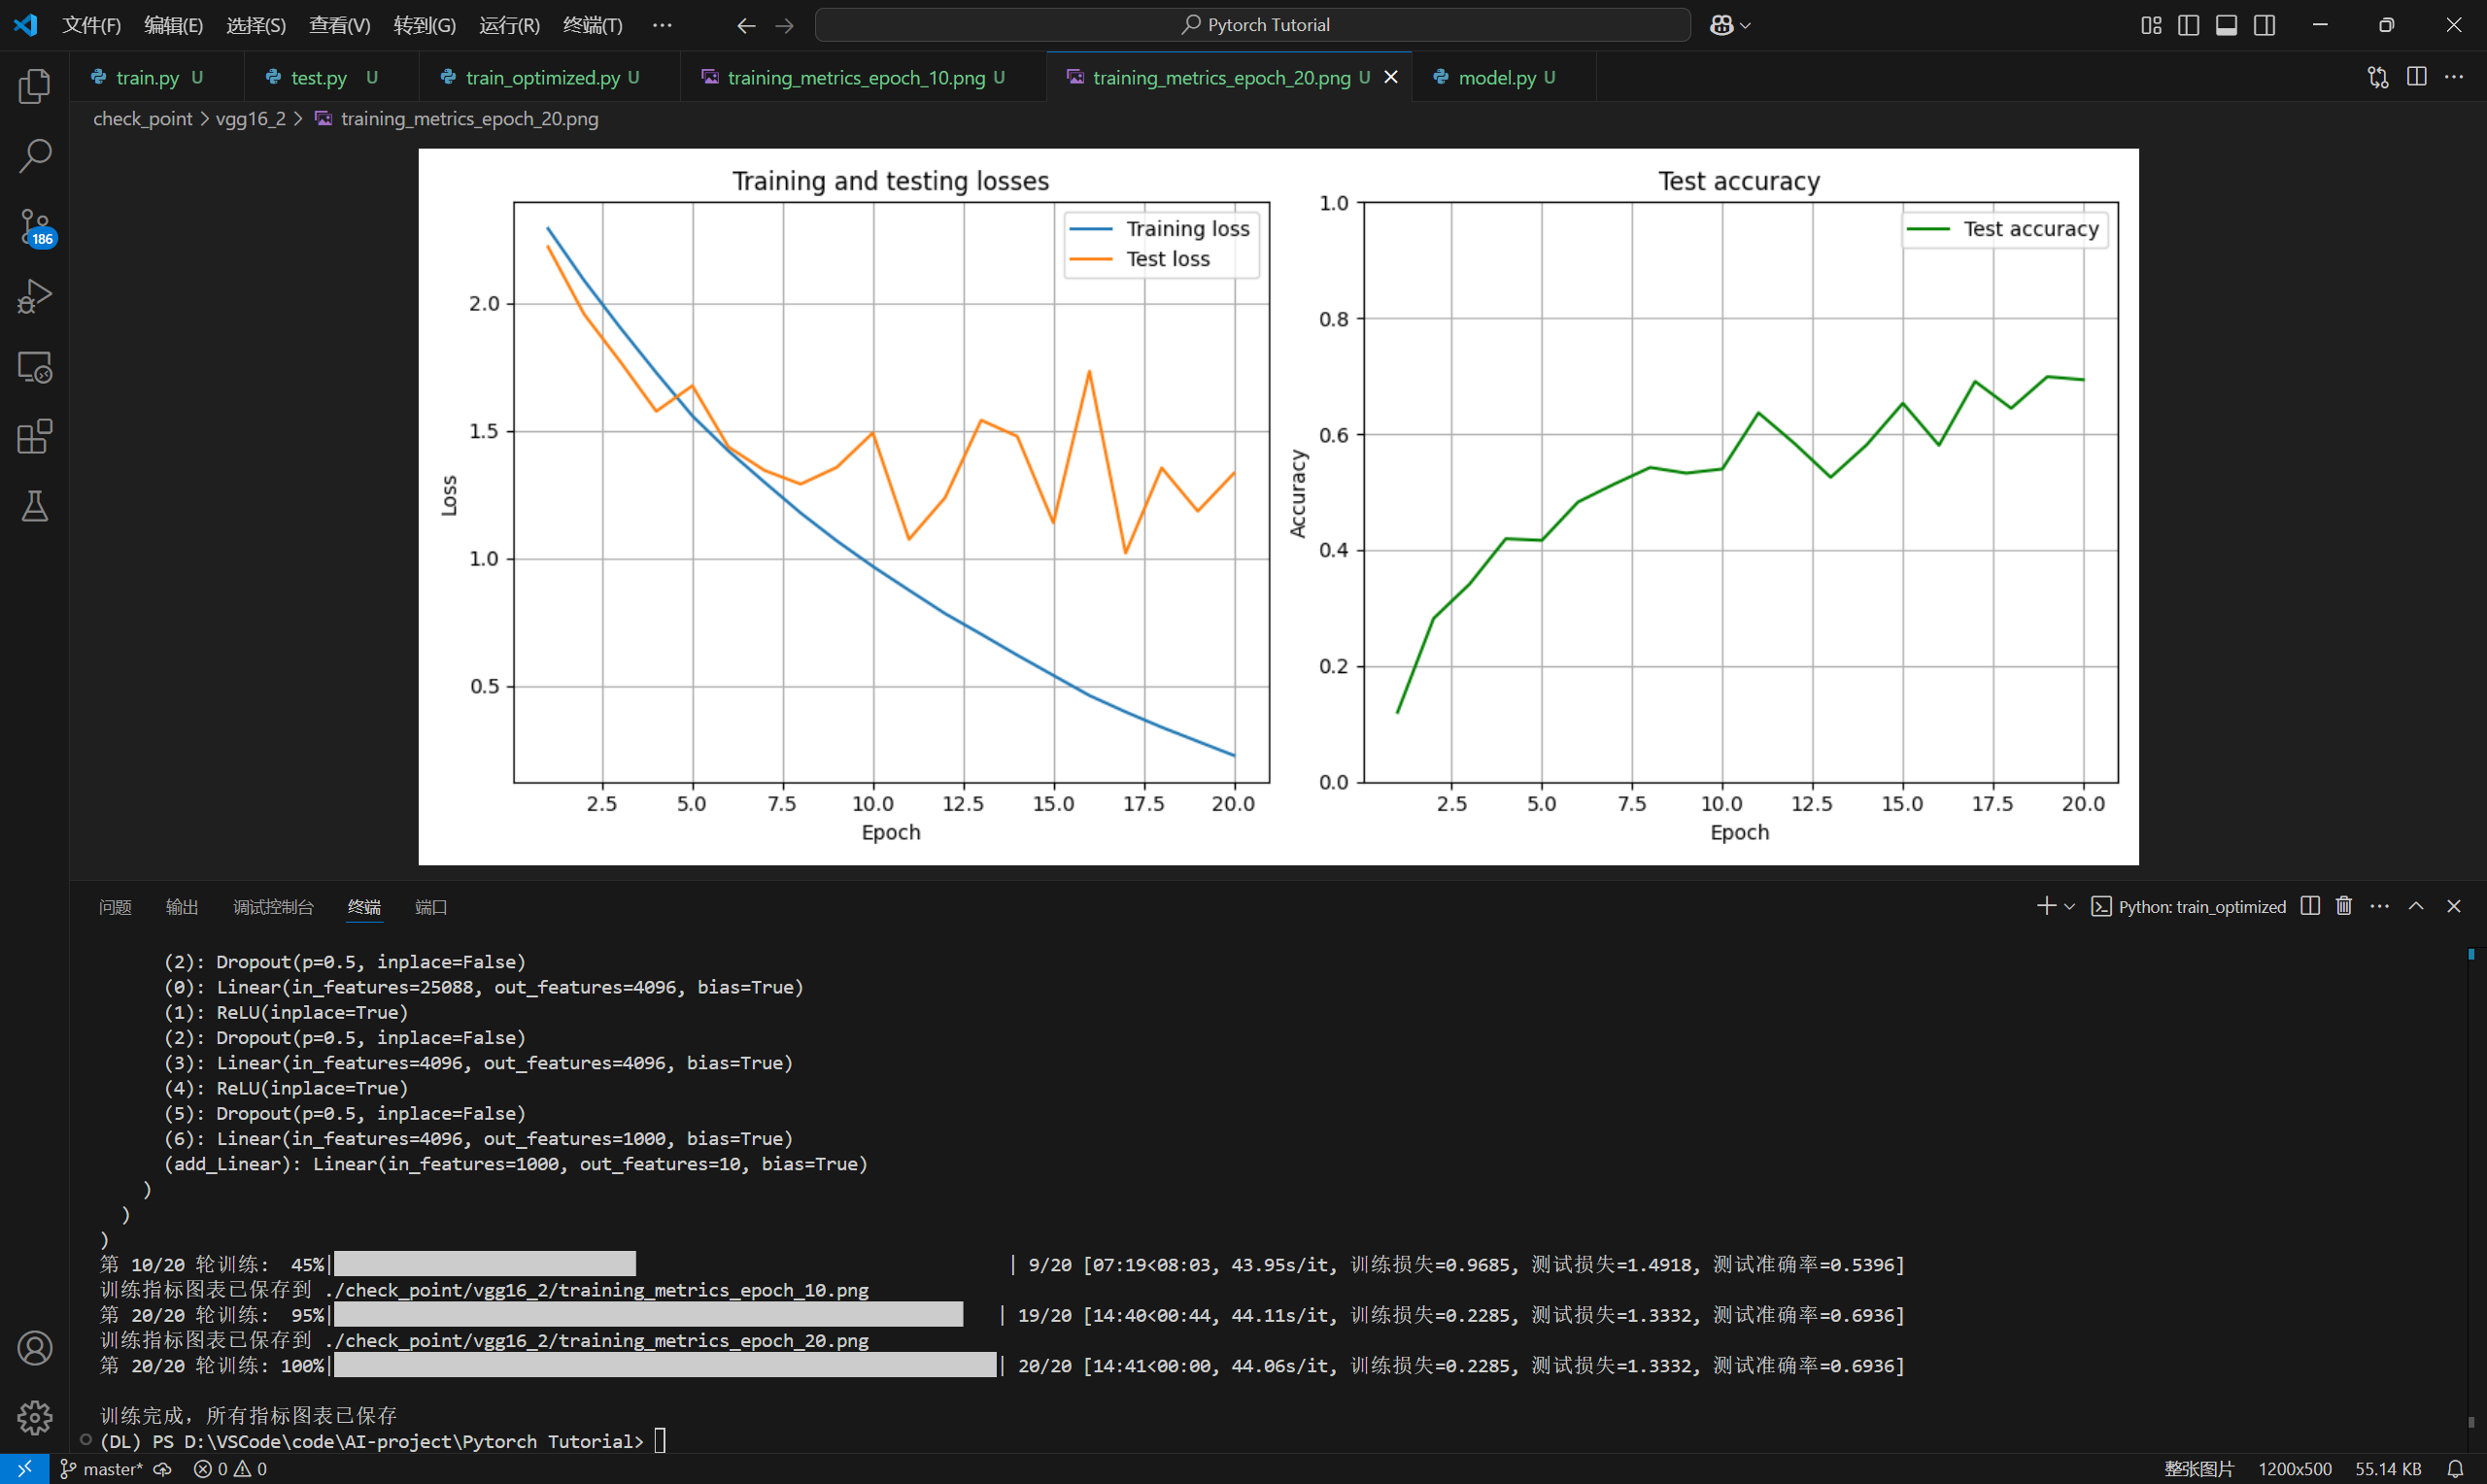 文件(F) 编辑(E) 选择(S) 查看(V) 转到(G) 运行(R) 终端(T) ··· Pytorch Tutorial
train.py U test.py U train_optimized.py U training_metrics_epoch_10.png U training_metrics_epoch_20.png U model.py U
check_point > vgg16_2 > training_metrics_epoch_20.png
186
Training and testing losses
Training loss
Test loss
2.0
1.5
1.0
0.5
Loss
2.5 5.0 7.5 10.0 12.5 15.0 17.5 20.0
Epoch
Test accuracy
Test accuracy
1.0
0.8
0.6
0.4
0.2
0.0
Accuracy
2.5 5.0 7.5 10.0 12.5 15.0 17.5 20.0
Epoch
问题 输出 调试控制台 终端 端口 Python: train_optimized
(2): Dropout(p=0.5, inplace=False)
(0): Linear(in_features=25088, out_features=4096, bias=True)
(1): ReLU(inplace=True)
(2): Dropout(p=0.5, inplace=False)
(3): Linear(in_features=4096, out_features=4096, bias=True)
(4): ReLU(inplace=True)
(5): Dropout(p=0.5, inplace=False)
(6): Linear(in_features=4096, out_features=1000, bias=True)
(add_Linear): Linear(in_features=1000, out_features=10, bias=True)
)
)
)
第 10/20 轮训练: 45%| | 9/20 [07:19<08:03, 43.95s/it, 训练损失=0.9685, 测试损失=1.4918, 测试准确率=0.5396]
训练指标图表已保存到 ./check_point/vgg16_2/training_metrics_epoch_10.png
第 20/20 轮训练: 95%| | 19/20 [14:40<00:44, 44.11s/it, 训练损失=0.2285, 测试损失=1.3332, 测试准确率=0.6936]
训练指标图表已保存到 ./check_point/vgg16_2/training_metrics_epoch_20.png
第 20/20 轮训练: 100%| | 20/20 [14:41<00:00, 44.06s/it, 训练损失=0.2285, 测试损失=1.3332, 测试准确率=0.6936]
训练完成，所有指标图表已保存
(DL) PS D:\VSCode\code\AI-project\Pytorch Tutorial>
master* 0 0 整张图片 1200x500 55.14 KB